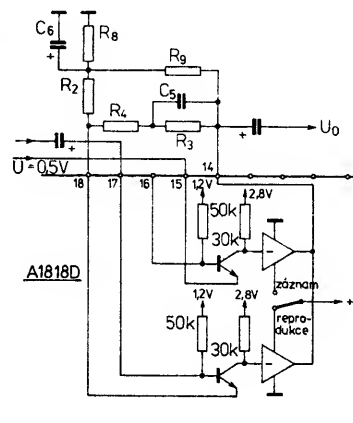 C6
R8
R2
R9
C5
R4
R3
U0
U=0,5V
18 17 16 15 14
1,2V
2,8V
50k
30k
A1818D
záznam
1,2V
2,8V
+
repro-
dukce
50k
30k